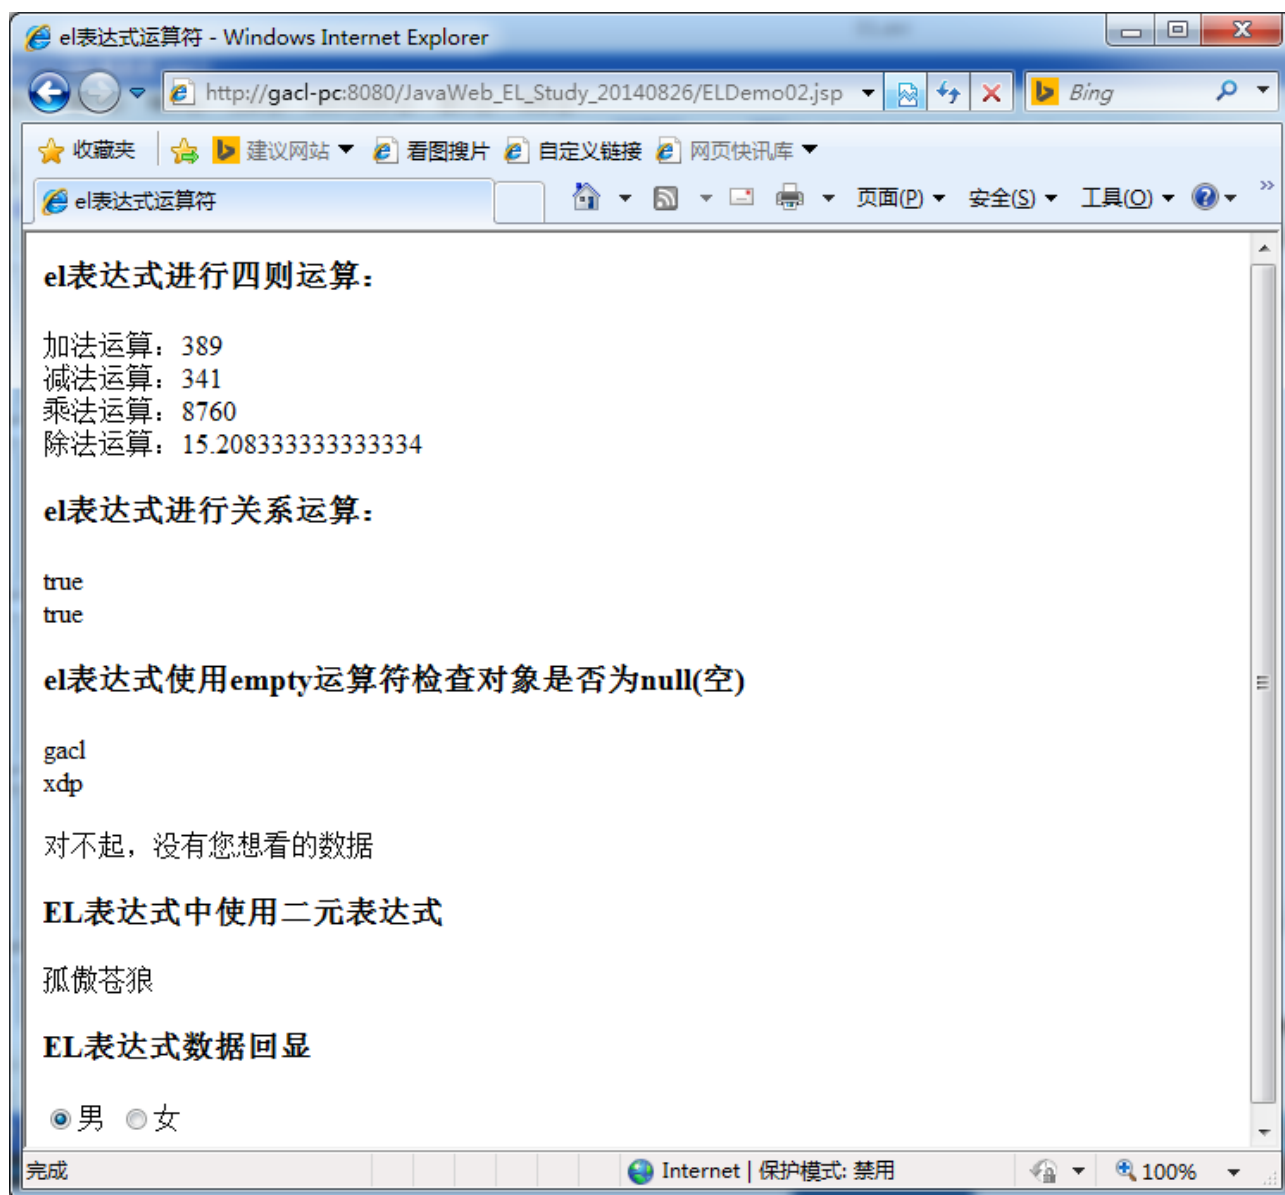 el表达式运算符 - Windows Internet Explorer
http://gacl-pc:8080/JavaWeb_EL_Study_20140826/ELDemo02.jsp
Bing
收藏夹 建议网站 看图搜片 自定义链接 网页快讯库
el表达式运算符 页面(P) 安全(S) 工具(O)
el表达式进行四则运算：
加法运算：389
减法运算：341
乘法运算：8760
除法运算：15.208333333333334
el表达式进行关系运算：
true
true
el表达式使用empty运算符检查对象是否为null(空)
gacl
xdp
对不起，没有您想看的数据
EL表达式中使用二元表达式
孤傲苍狼
EL表达式数据回显
男 女
完成 Internet | 保护模式: 禁用 100%